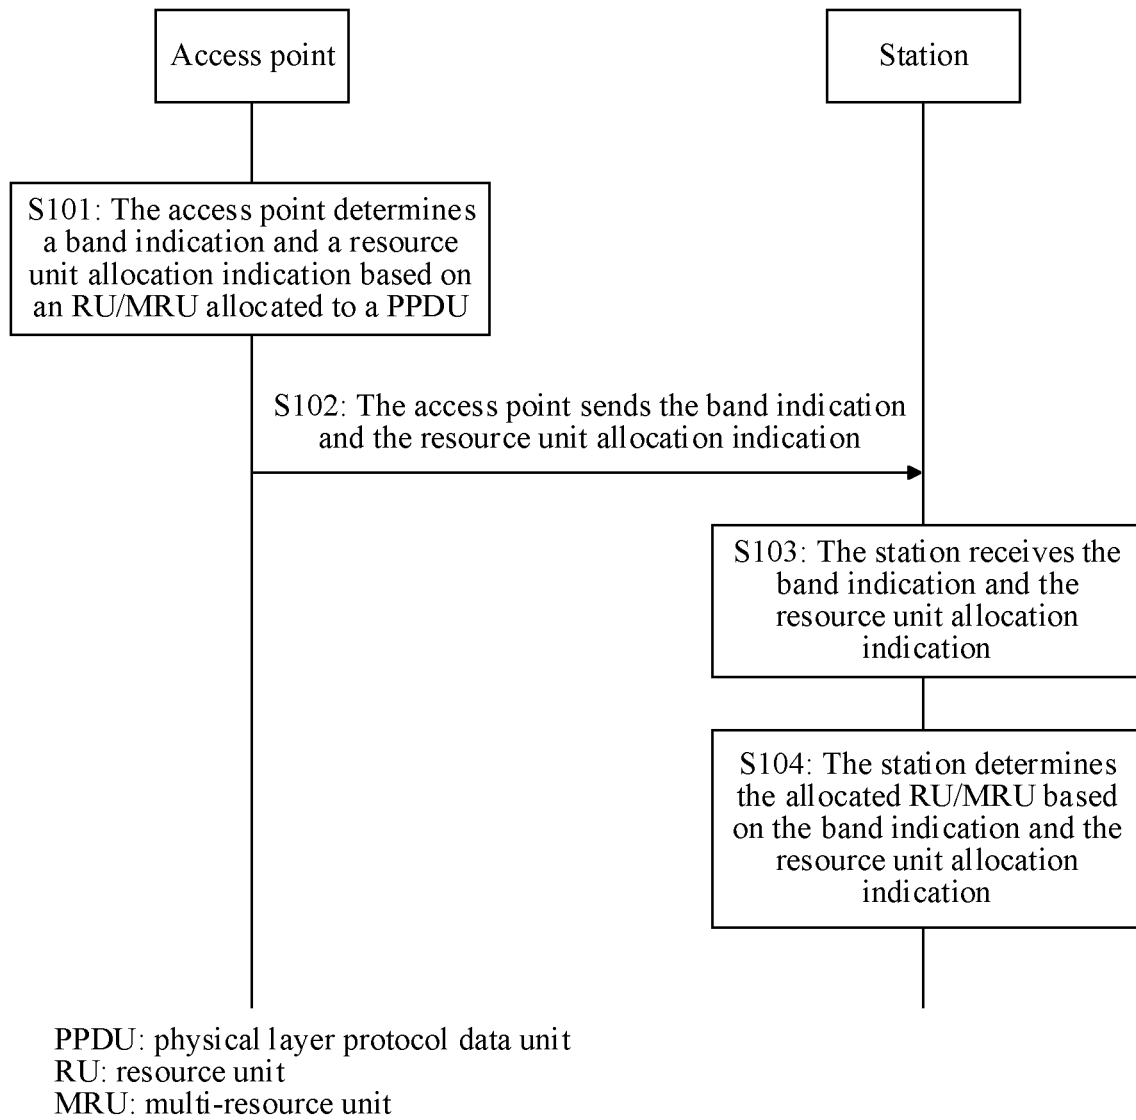 Access point
Station
S101: The access point determines
a band indication and a resource
unit allocation indication based on
an RU/MRU allocated to a PPDU
S102: The access point sends the band indication
and the resource unit allocation indication
S103: The station receives the
band indication and the
resource unit allocation
indication
S104: The station determines
the allocated RU/MRU based
on the band indication and the
resource unit allocation
indication
PPDU: physical layer protocol data unit
RU: resource unit
MRU: multi-resource unit